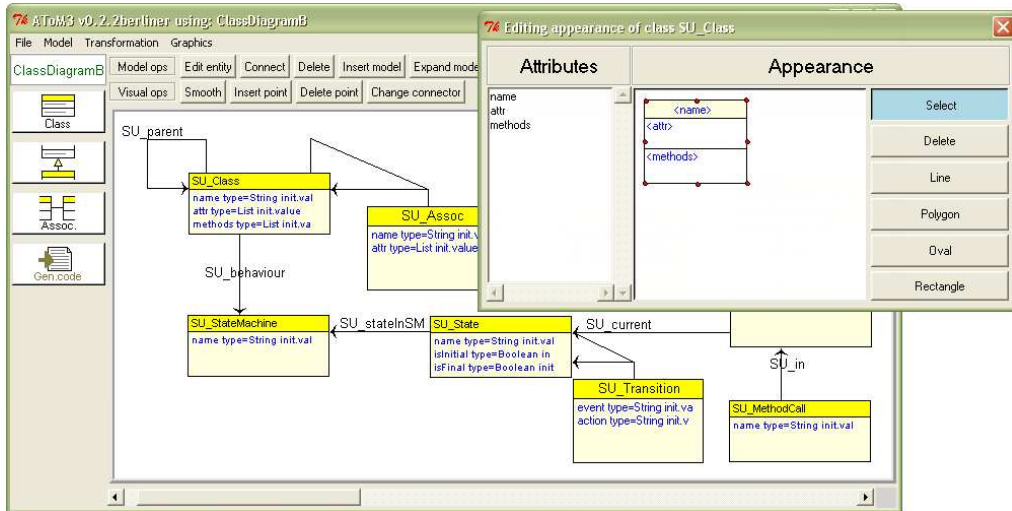 AToM3 v0.2.2berliner using: ClassDiagramB
File Model Transformation Graphics
ClassDiagramB
Model ops Edit entity Connect Delete Insert model Expand mode
Visual ops Smooth Insert point Delete point Change connector
Class
Assoc.
Gen.code
SU_parent
SU_Class
name type=String init.val
attr type=List init.value
methods type=List init.va
SU_Assoc
name type=String init.v
attr type=List init.value
SU_behaviour
SU_StateMachine
name type=String init.val
SU_stateInSM
SU_State
name type=String init.val
isInitial type=Boolean in
isFinal type=Boolean init
SU_current
SU_Transition
event type=String init.va
action type=String init.v
SU_in
SU_MethodCall
name type=String init.val
Editing appearance of class SU_Class
Attributes
name
attr
methods
Appearance
<name>
<attr>
<methods>
Select
Delete
Line
Polygon
Oval
Rectangle